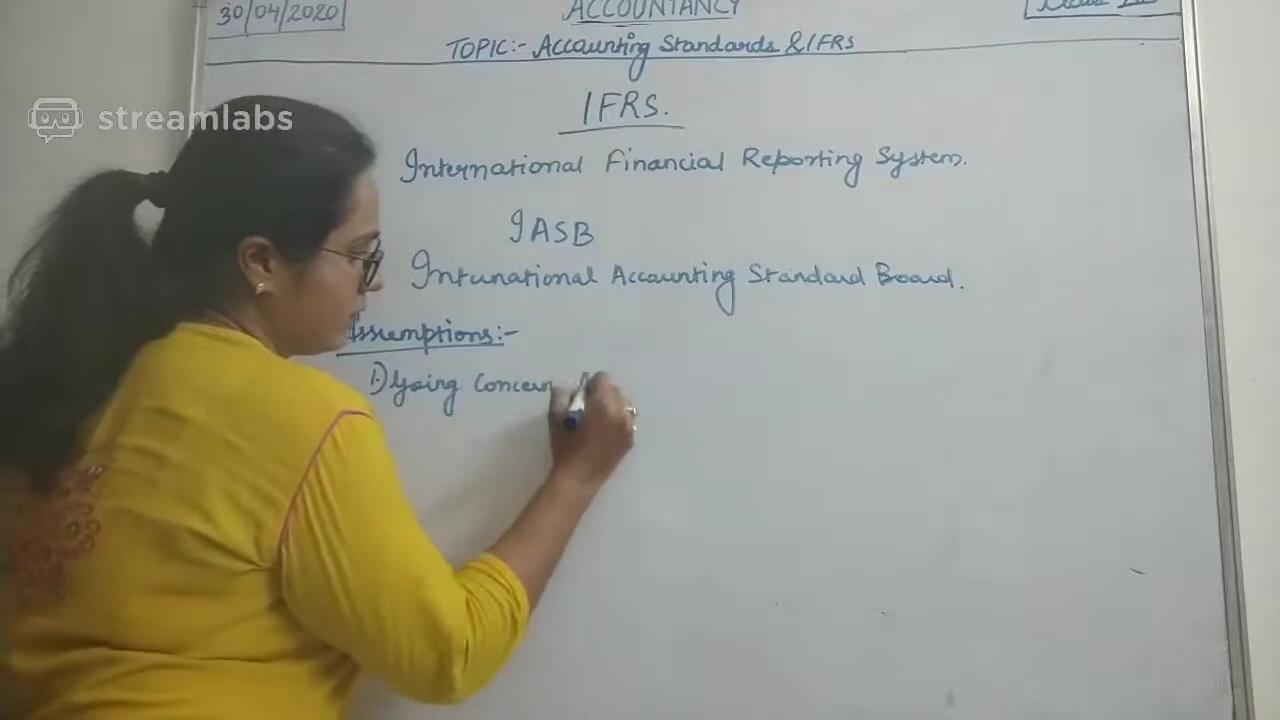 30/04/2020
ACCOUNTANCY
TOPIC:- Accounting Standards & IFRS
streamlabs
IFRS.
International Financial Reporting System.
IASB
International Accounting Standard Board.
Assumptions:-
1.) Going Concern